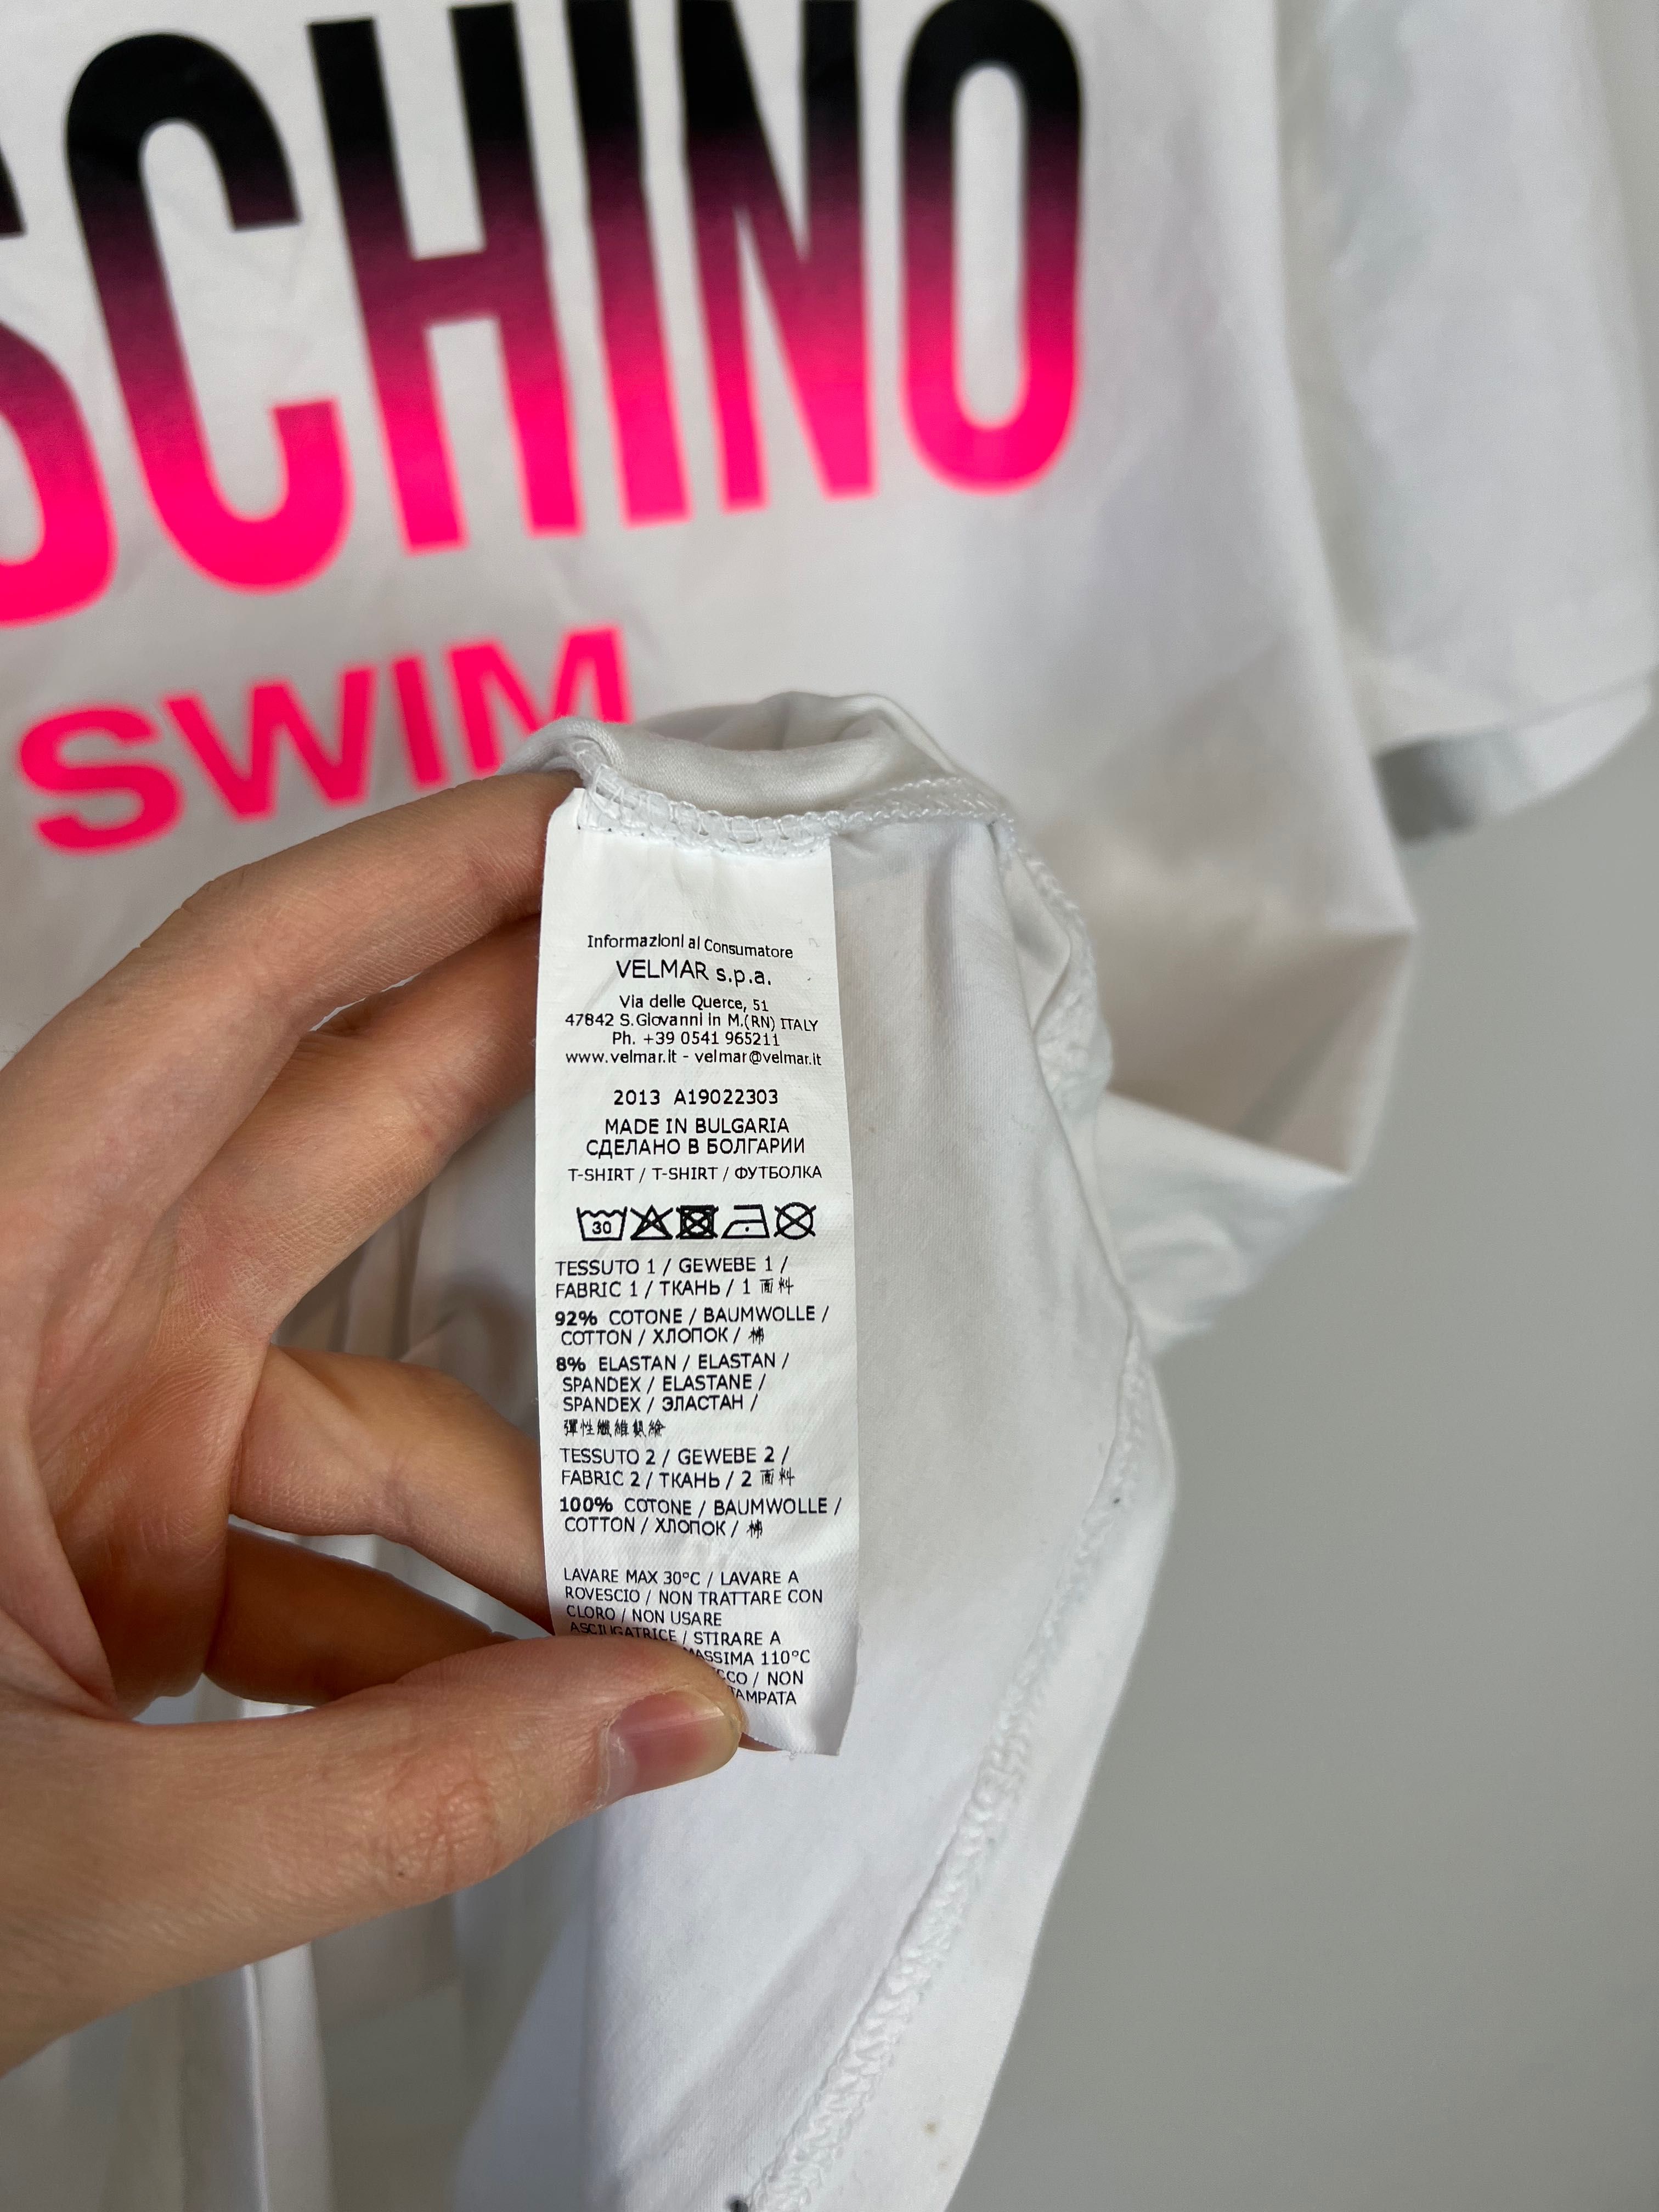 SCHINO
SWIM
Informazioni al Consumatore
VELMAR s.p.a.
Via delle Querce, 51
47842 S.Giovanni in M.(RN) ITALY
Ph. +39 0541 965211
www.velmar.it - velmar@velmar.it
2013 A19022303
MADE IN BULGARIA
СДЕЛАНО В БОЛГАРИИ
T-SHIRT / T-SHIRT / ФУТБОЛКА
30
TESSUTO 1 / GEWEBE 1 /
FABRIC 1 / ТКАНЬ / 1 面料
92% COTONE / BAUMWOLLE /
COTTON / ХЛОПОК / 棉
8% ELASTAN / ELASTAN /
SPANDEX / ELASTANE /
SPANDEX / ЭЛАСТАН /
彈性纖維
TESSUTO 2 / GEWEBE 2 /
FABRIC 2 / ТКАНЬ / 2 面料
100% COTONE / BAUMWOLLE /
COTTON / ХЛОПОК / 棉
LAVARE MAX 30°C / LAVARE A
ROVESCIO / NON TRATTARE CON
CLORO / NON USARE
ASCIUGATRICE / STIRARE A
MASSIMA 110°C
CCO / NON
TAMPATA